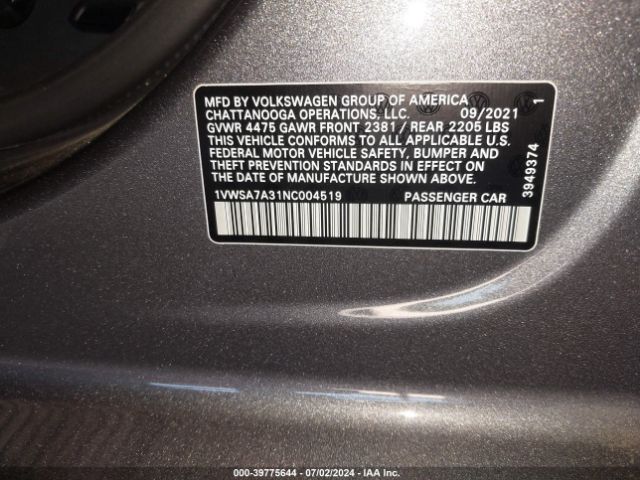 MFD BY VOLKSWAGEN GROUP OF AMERICA
CHATTANOOGA OPERATIONS, LLC. 09/2021
GVWR 4475 GAWR FRONT 2381 / REAR 2205 LBS
THIS VEHICLE CONFORMS TO ALL APPLICABLE U.S.
FEDERAL MOTOR VEHICLE SAFETY, BUMPER AND
THEFT PREVENTION STANDARDS IN EFFECT ON THE
DATE OF MANUFACTURE SHOWN ABOVE.
1VWSA7A31NC004519 PASSENGER CAR
3949374 1
000-39775644 / 07/02/2024 - IAA Inc.